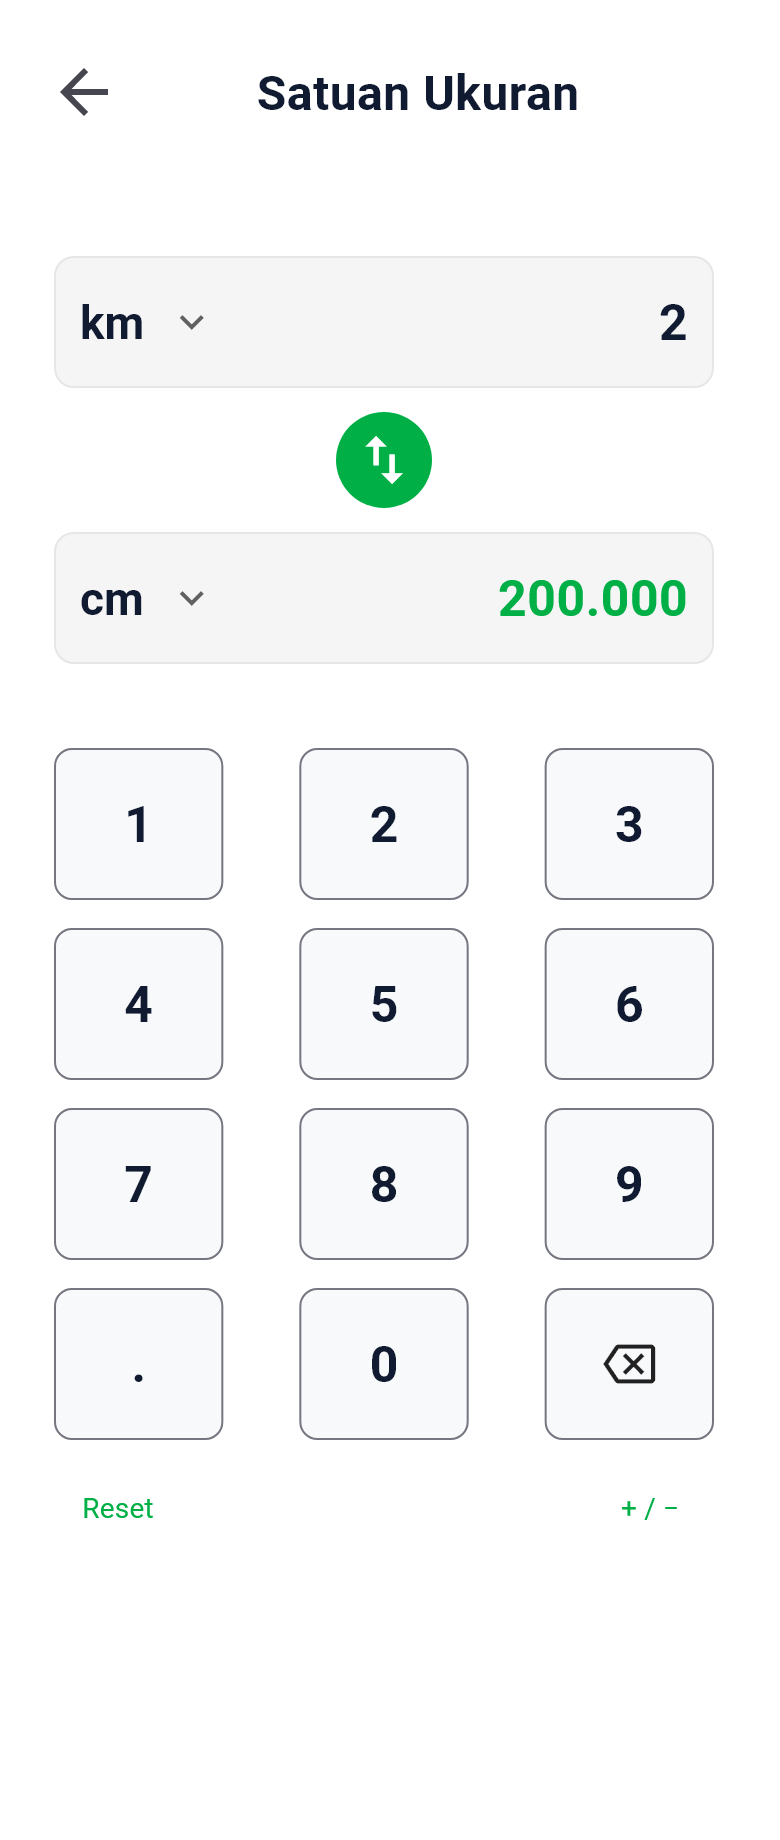 Satuan Ukuran
km 2
cm 200.000
1 2 3
4 5 6
7 8 9
. 0
Reset + / −